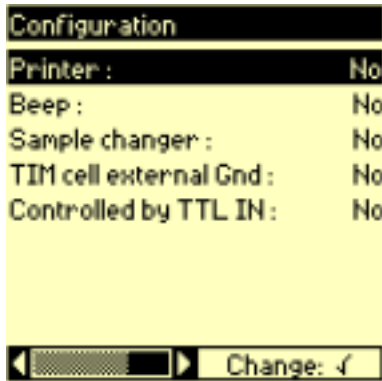 Configuration
Printer : No
Beep : No
Sample changer : No
TIM cell external Gnd : No
Controlled by TTL IN : No
Change: √